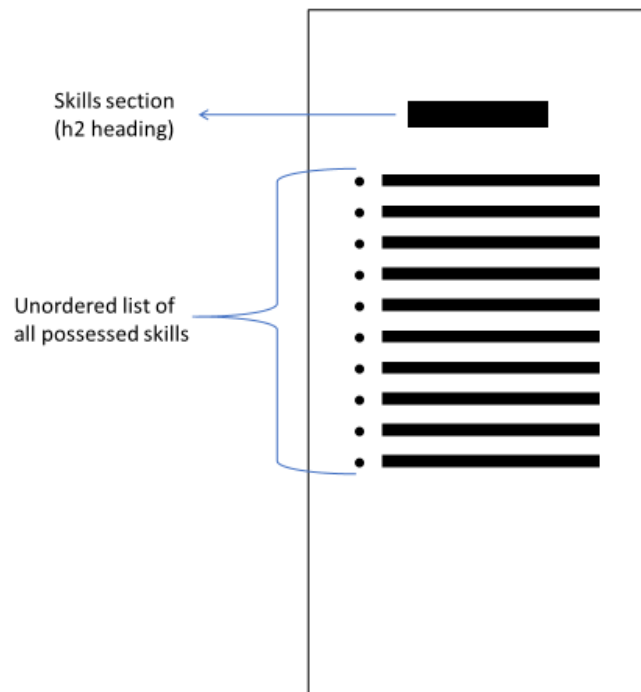 Skills section
(h2 heading)
Unordered list of
all possessed skills